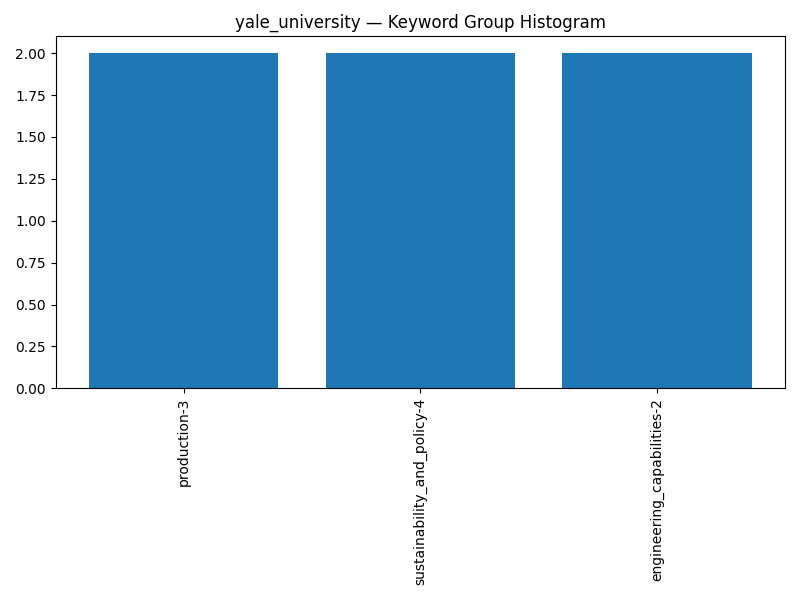 yale_university — Keyword Group Histogram
2.00
1.75
1.50
1.25
1.00
0.75
0.50
0.25
0.00
production-3
sustainability_and_policy-4
engineering_capabilities-2